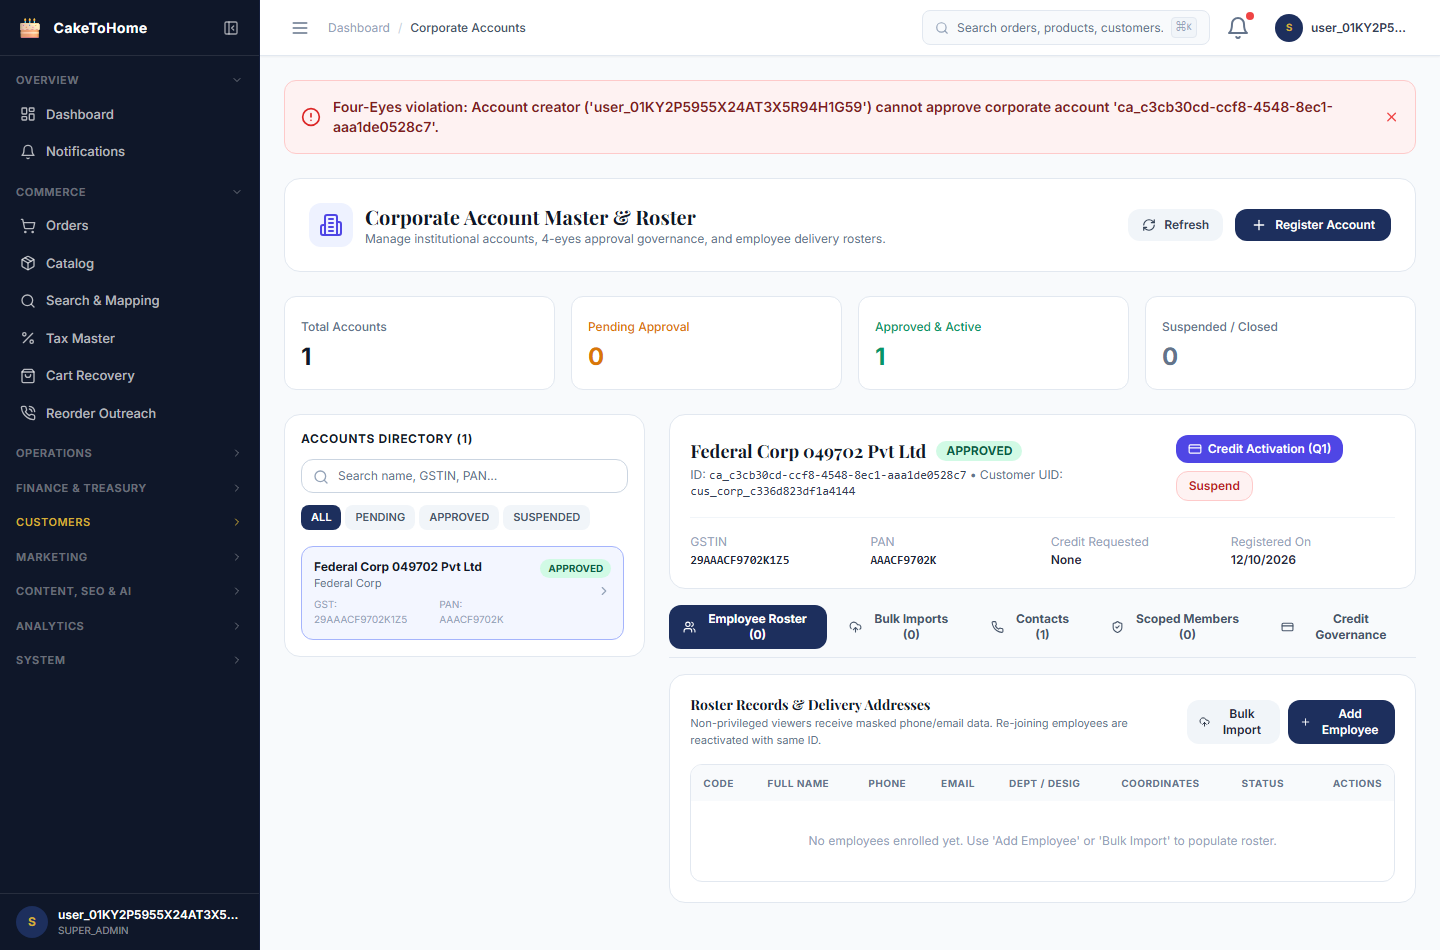 CakeToHome
Dashboard / Corporate Accounts
Search orders, products, customers.
⌘K
S
user_01KY2P5...
OVERVIEW
Dashboard
Notifications
COMMERCE
Orders
Catalog
Search & Mapping
Tax Master
Cart Recovery
Reorder Outreach
OPERATIONS
FINANCE & TREASURY
CUSTOMERS
MARKETING
CONTENT, SEO & AI
ANALYTICS
SYSTEM
S
user_01KY2P5955X24AT3X5...
SUPER_ADMIN
Four-Eyes violation: Account creator ('user_01KY2P5955X24AT3X5R94H1G59') cannot approve corporate account 'ca_c3cb30cd-ccf8-4548-8ec1-
aaa1de0528c7'.
Corporate Account Master & Roster
Manage institutional accounts, 4-eyes approval governance, and employee delivery rosters.
Refresh
Register Account
Total Accounts
1
Pending Approval
0
Approved & Active
1
Suspended / Closed
0
ACCOUNTS DIRECTORY (1)
Search name, GSTIN, PAN...
ALL
PENDING
APPROVED
SUSPENDED
Federal Corp 049702 Pvt Ltd
APPROVED
Federal Corp
GST:
29AAACF9702K1Z5
PAN:
AAACF9702K
Federal Corp 049702 Pvt Ltd
APPROVED
ID: ca_c3cb30cd-ccf8-4548-8ec1-aaa1de0528c7 • Customer UID:
cus_corp_c336d823df1a4144
Credit Activation (Q1)
Suspend
GSTIN
29AAACF9702K1Z5
PAN
AAACF9702K
Credit Requested
None
Registered On
12/10/2026
Employee Roster
(0)
Bulk Imports
(0)
Contacts
(1)
Scoped Members
(0)
Credit
Governance
Roster Records & Delivery Addresses
Non-privileged viewers receive masked phone/email data. Re-joining employees are
reactivated with same ID.
Bulk
Import
Add
Employee
CODE FULL NAME PHONE EMAIL DEPT / DESIG COORDINATES STATUS ACTIONS
No employees enrolled yet. Use 'Add Employee' or 'Bulk Import' to populate roster.